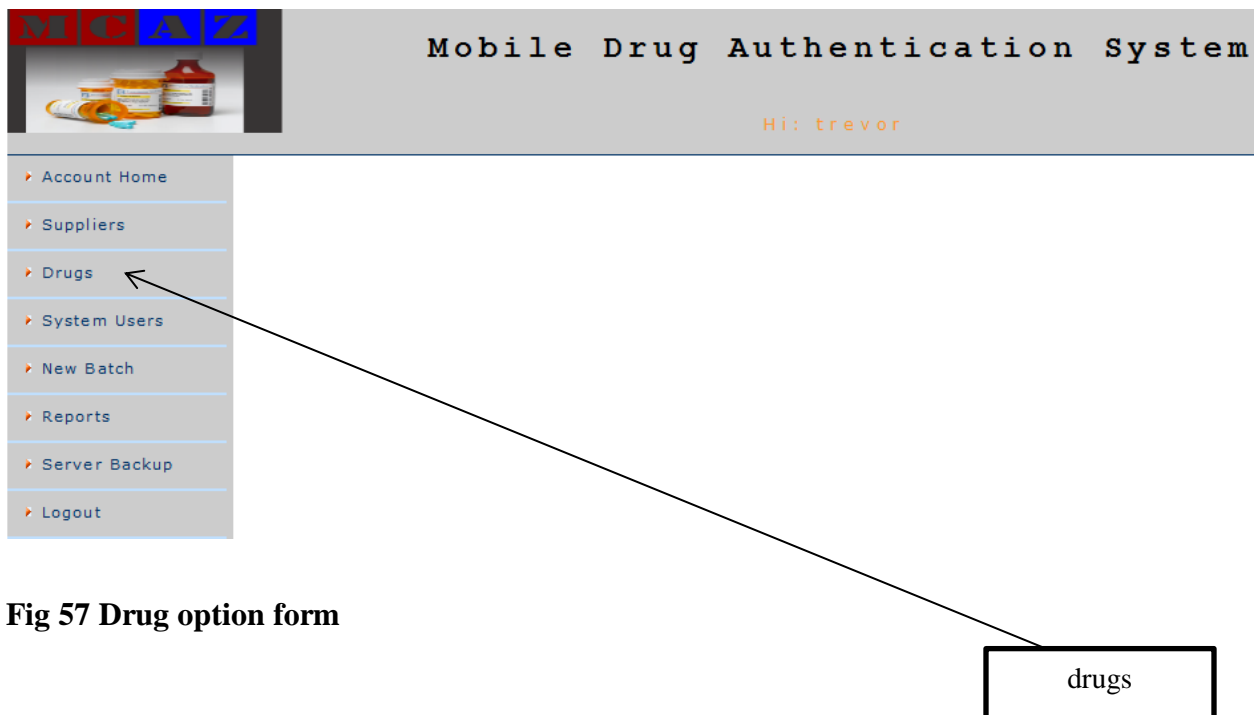 MCAZ
Mobile Drug Authentication System
Hi: trevor
Account Home
Suppliers
Drugs
System Users
New Batch
Reports
Server Backup
Logout
Fig 57 Drug option form
drugs